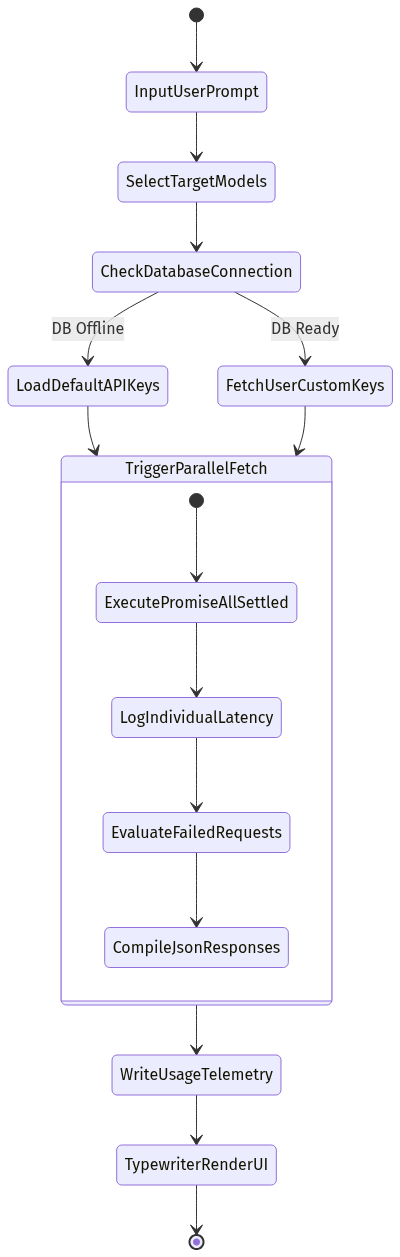 InputUserPrompt
SelectTargetModels
CheckDatabaseConnection
DB Offline
DB Ready
LoadDefaultAPIKeys
FetchUserCustomKeys
TriggerParallelFetch
ExecutePromiseAllSettled
LogIndividualLatency
EvaluateFailedRequests
CompileJsonResponses
WriteUsageTelemetry
TypewriterRenderUI